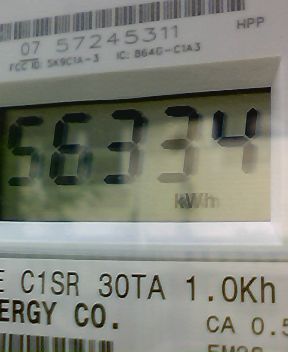 HPP
07 57245311
FCC ID: SK9C1A-3 IC: 864G-C1A3
56334
kWh
E C1SR 30TA 1.0Kh
NERGY CO.
CA 0.5